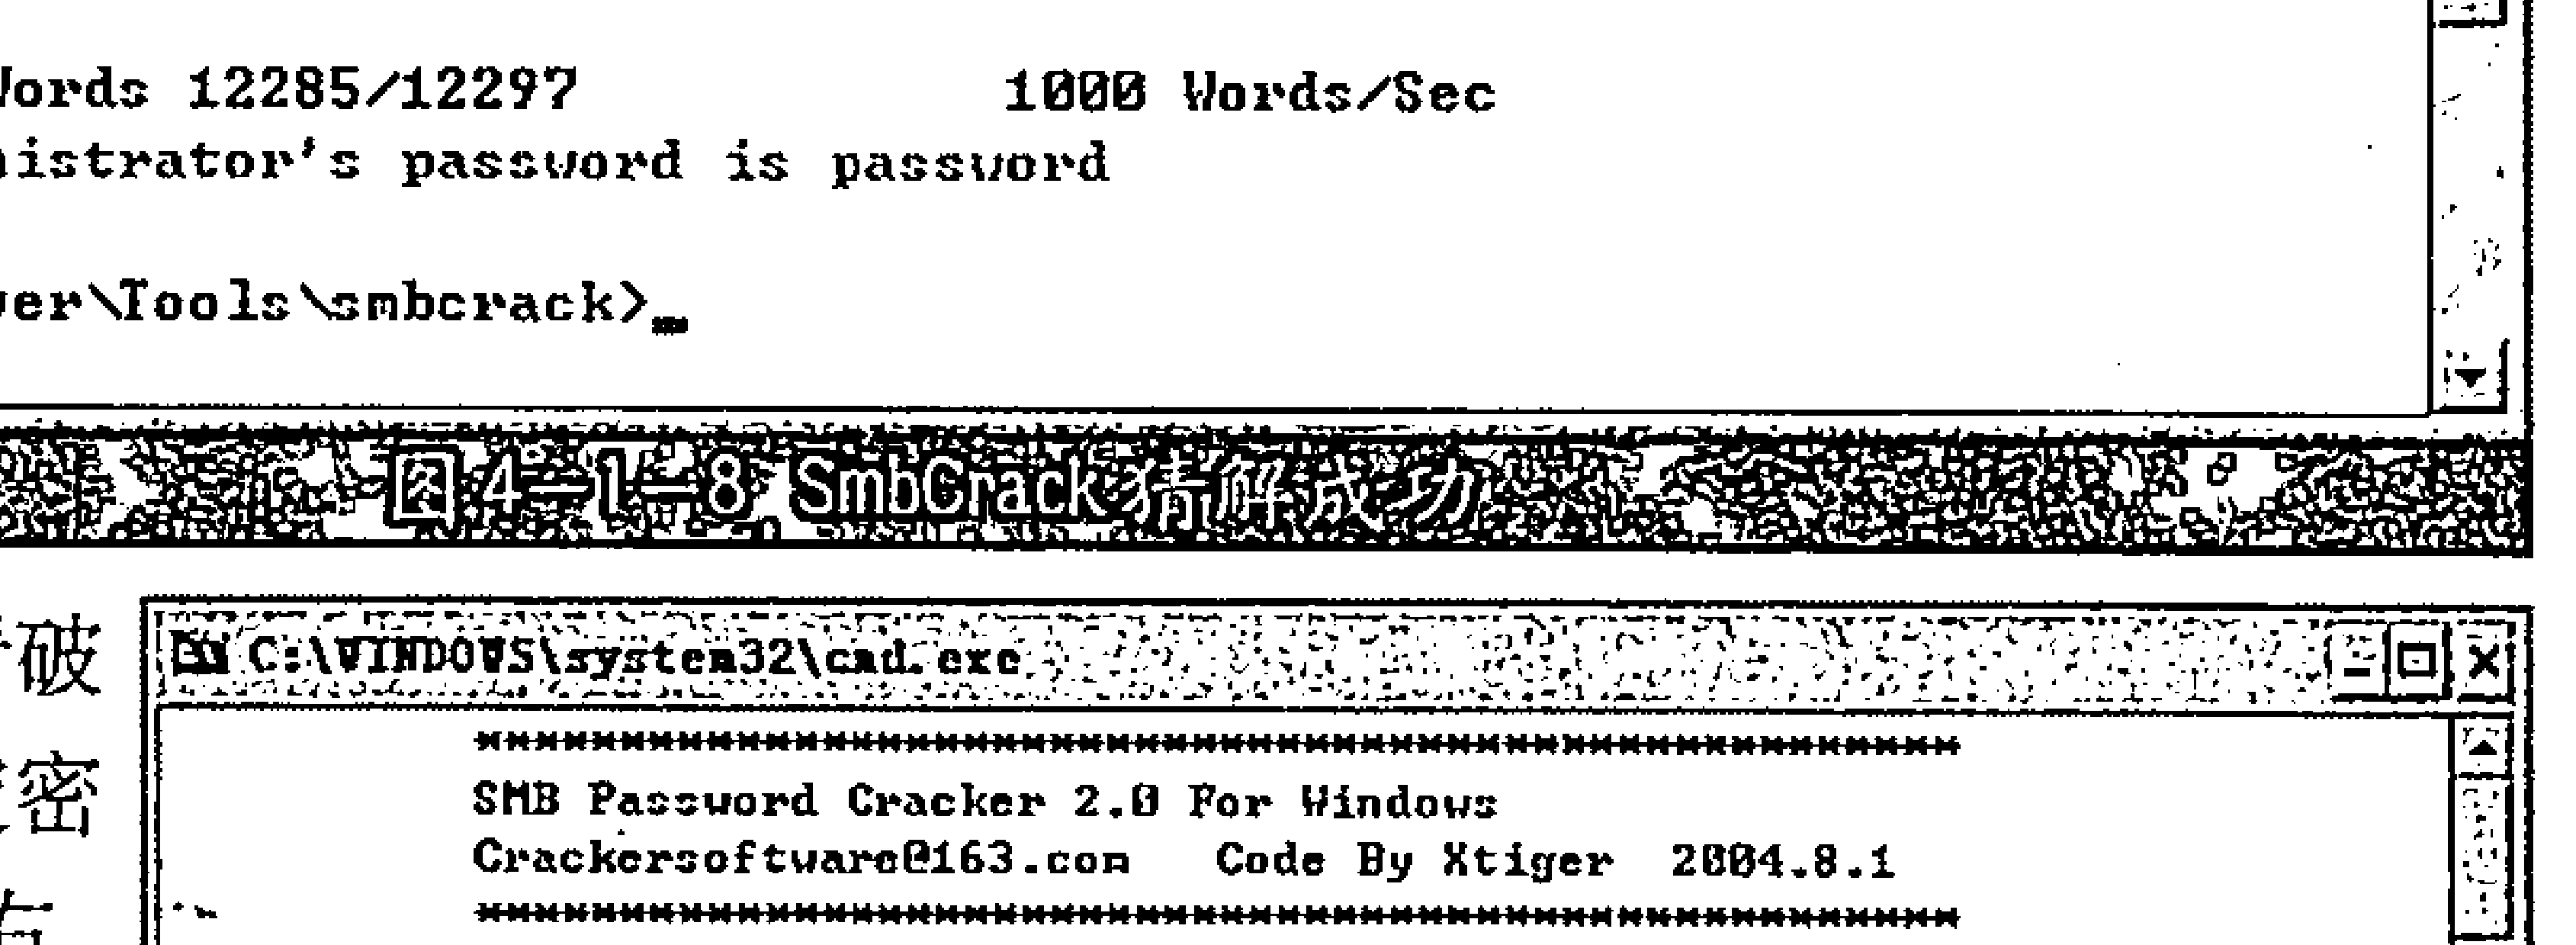 Words 12285/12297 1000 Words/Sec
nistrator's password is password
ver\Tools\smbcrack>_
图4—1—8 SmbCrack猜解成功
破
C:\WINDOWS\system32\cmd.exe
密
*****************************************************
SMB Password Cracker 2.0 For Windows
Crackersoftware@163.com Code By Xtiger 2004.8.1
*****************************************************